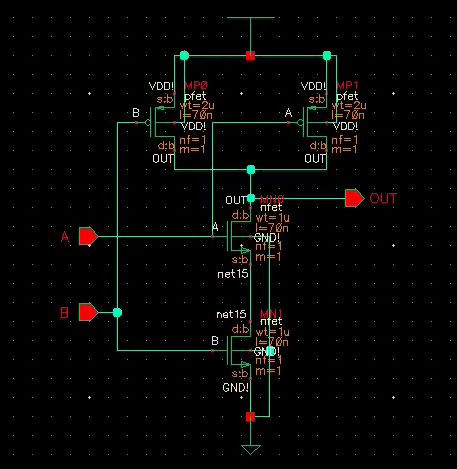 VDD! MP0 VDD! MP1
s:b pfet s:b pfet
wt=2u wt=2u
B l=70n A l=70n
VDD! VDD!
nf=1 nf=1
d:b m=1 d:b m=1
OUT OUT
OUT MN0 OUT
nfet
d:b wt=1u
A l=70n
A GND!
nf=1
s:b m=1
net15
net15 MN1
B nfet
d:b wt=1u
l=70n
B GND!
nf=1
s:b m=1
GND!